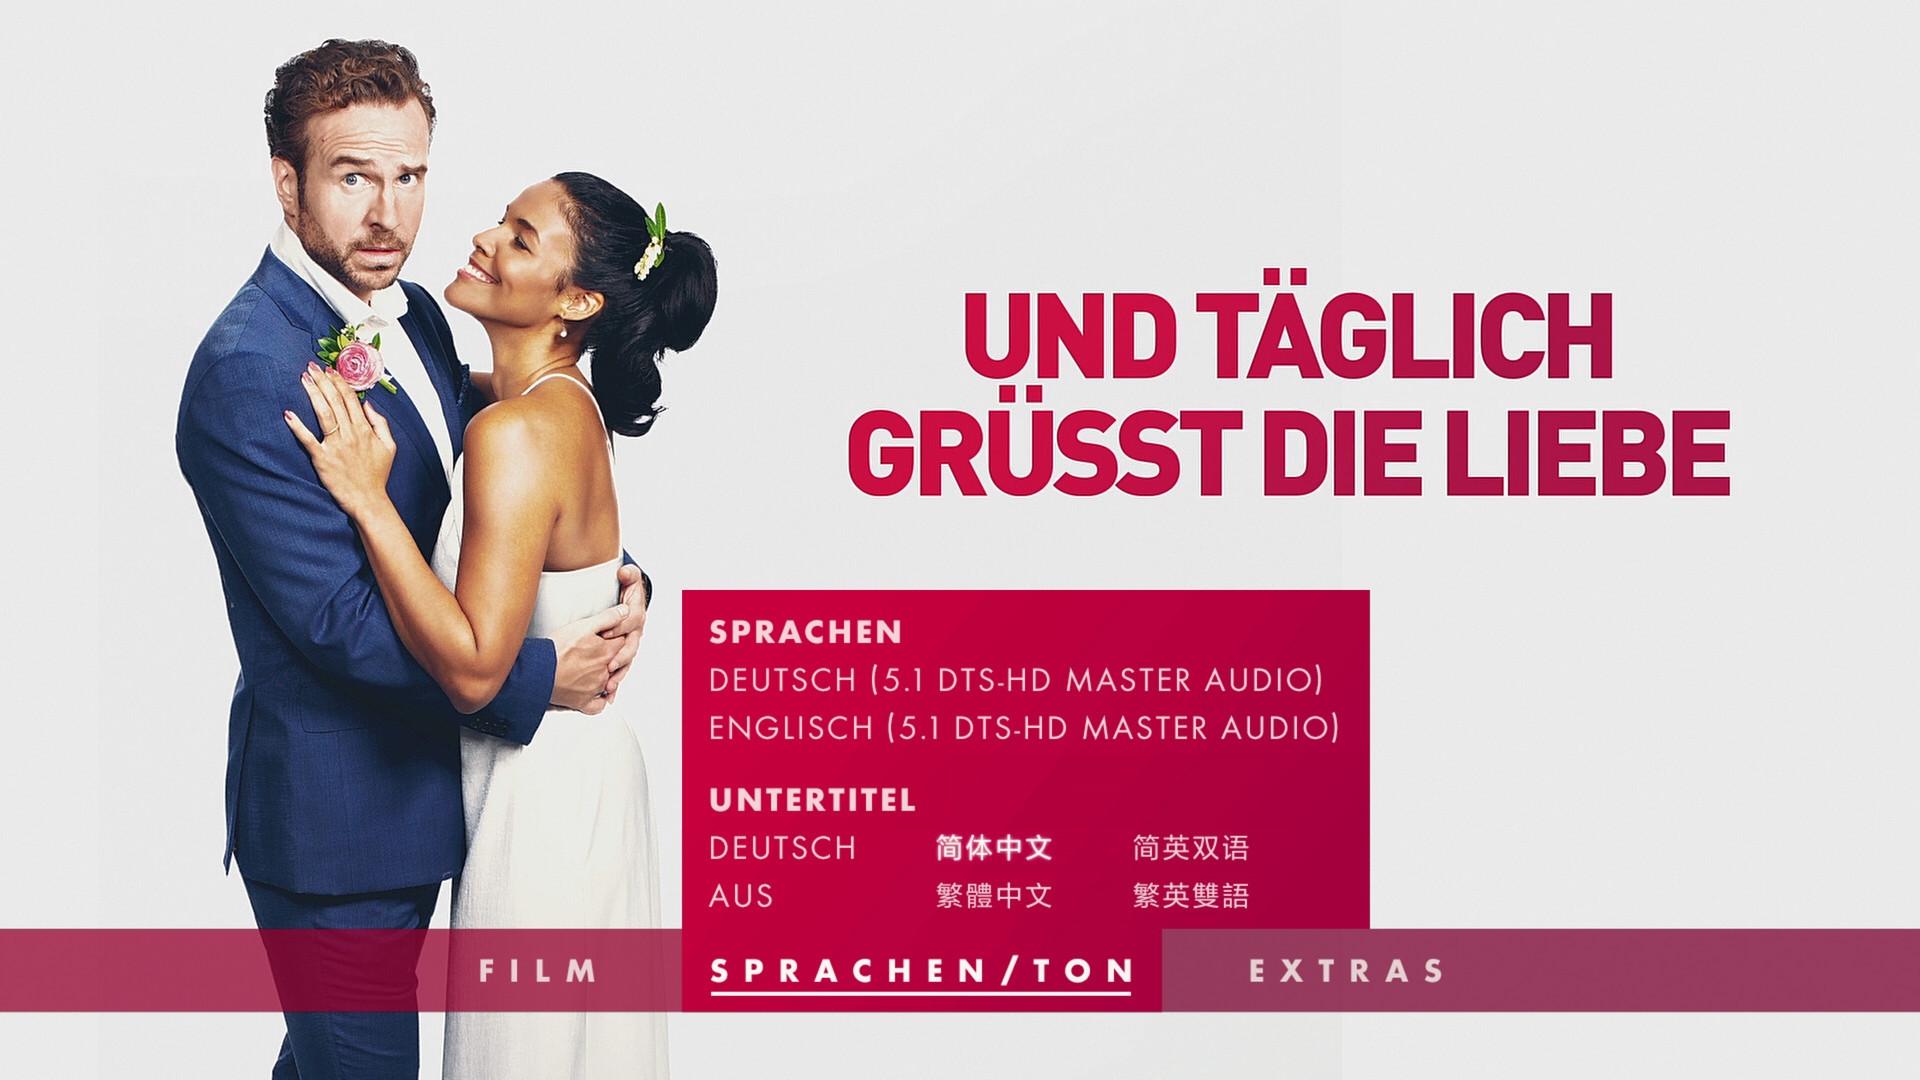 UND TÄGLICH
GRÜSST DIE LIEBE
SPRACHEN
DEUTSCH (5.1 DTS-HD MASTER AUDIO)
ENGLISCH (5.1 DTS-HD MASTER AUDIO)
UNTERTITEL
DEUTSCH 简体中文 简英双语
AUS 繁體中文 繁英雙語
FILM SPRACHEN/TON EXTRAS